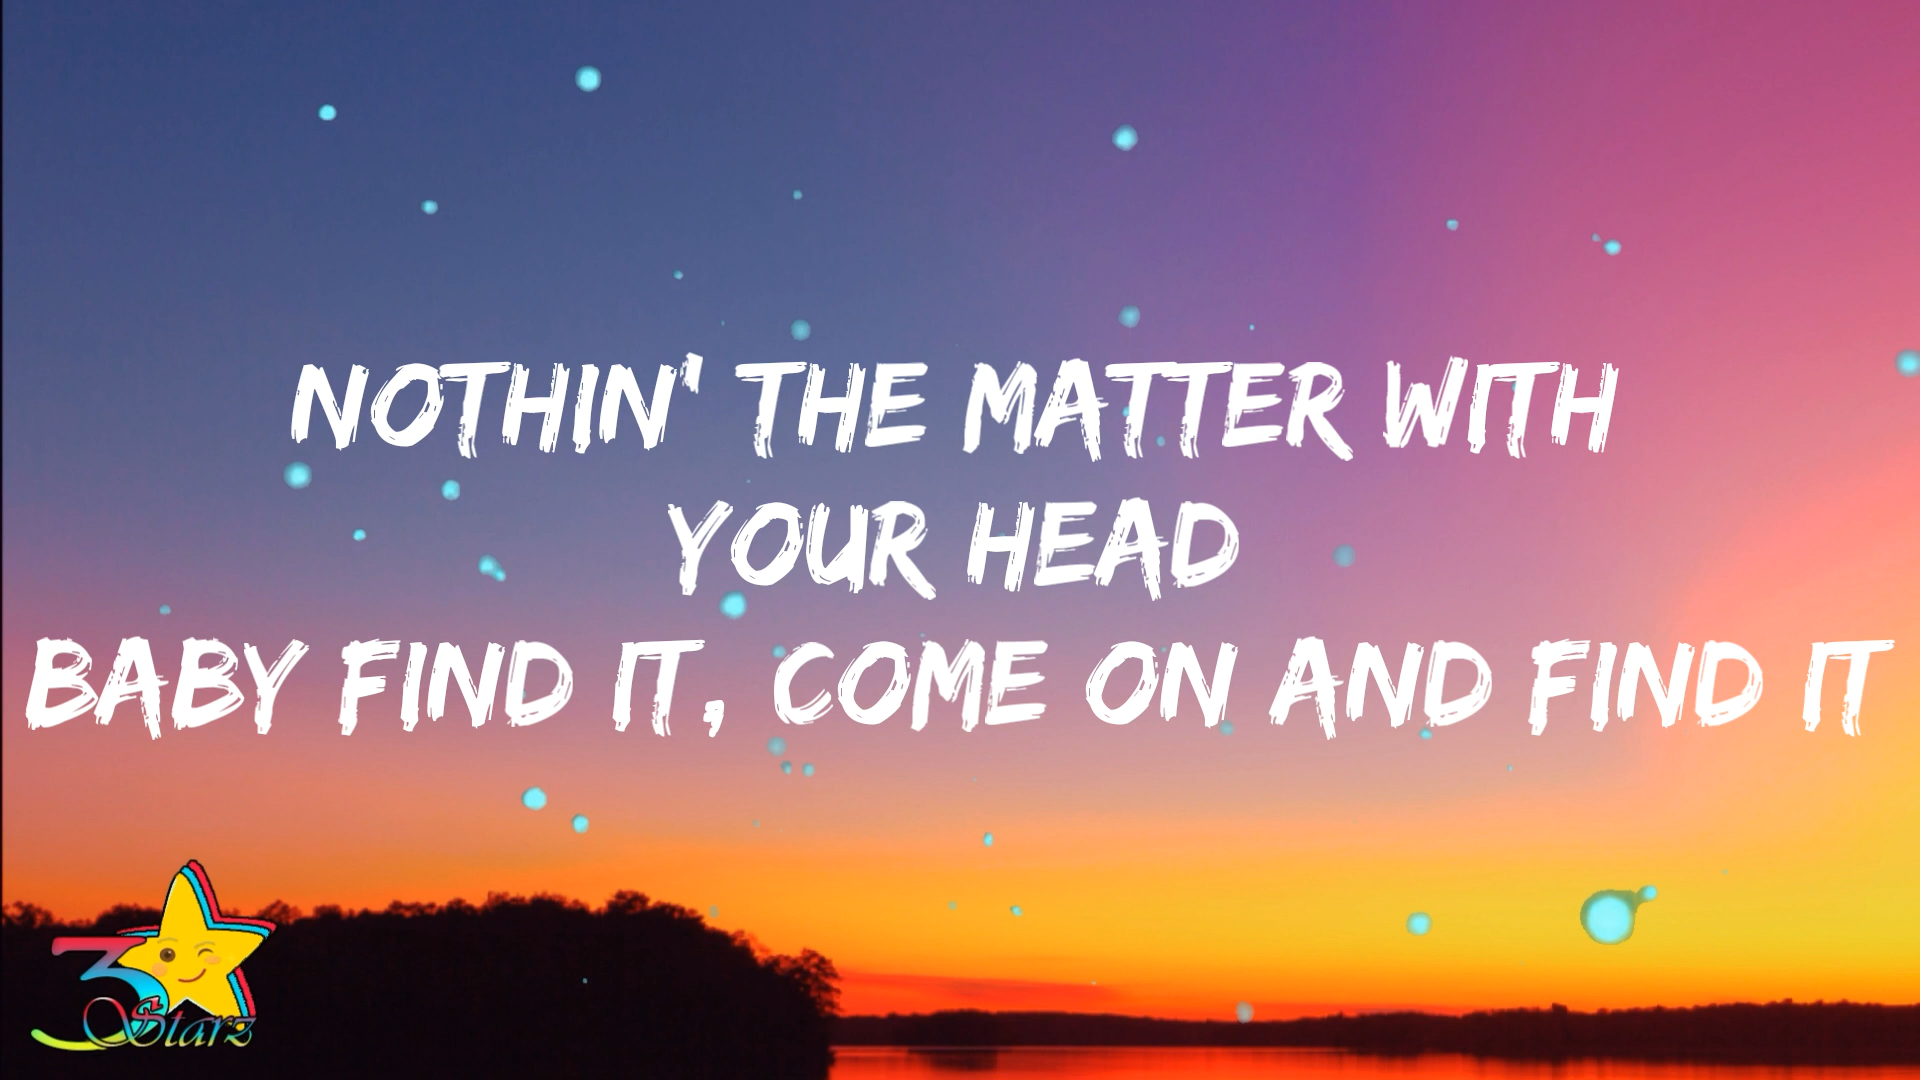 NOTHIN' THE MATTER WITH
YOUR HEAD
BABY FIND IT, COME ON AND FIND IT
3
Starz